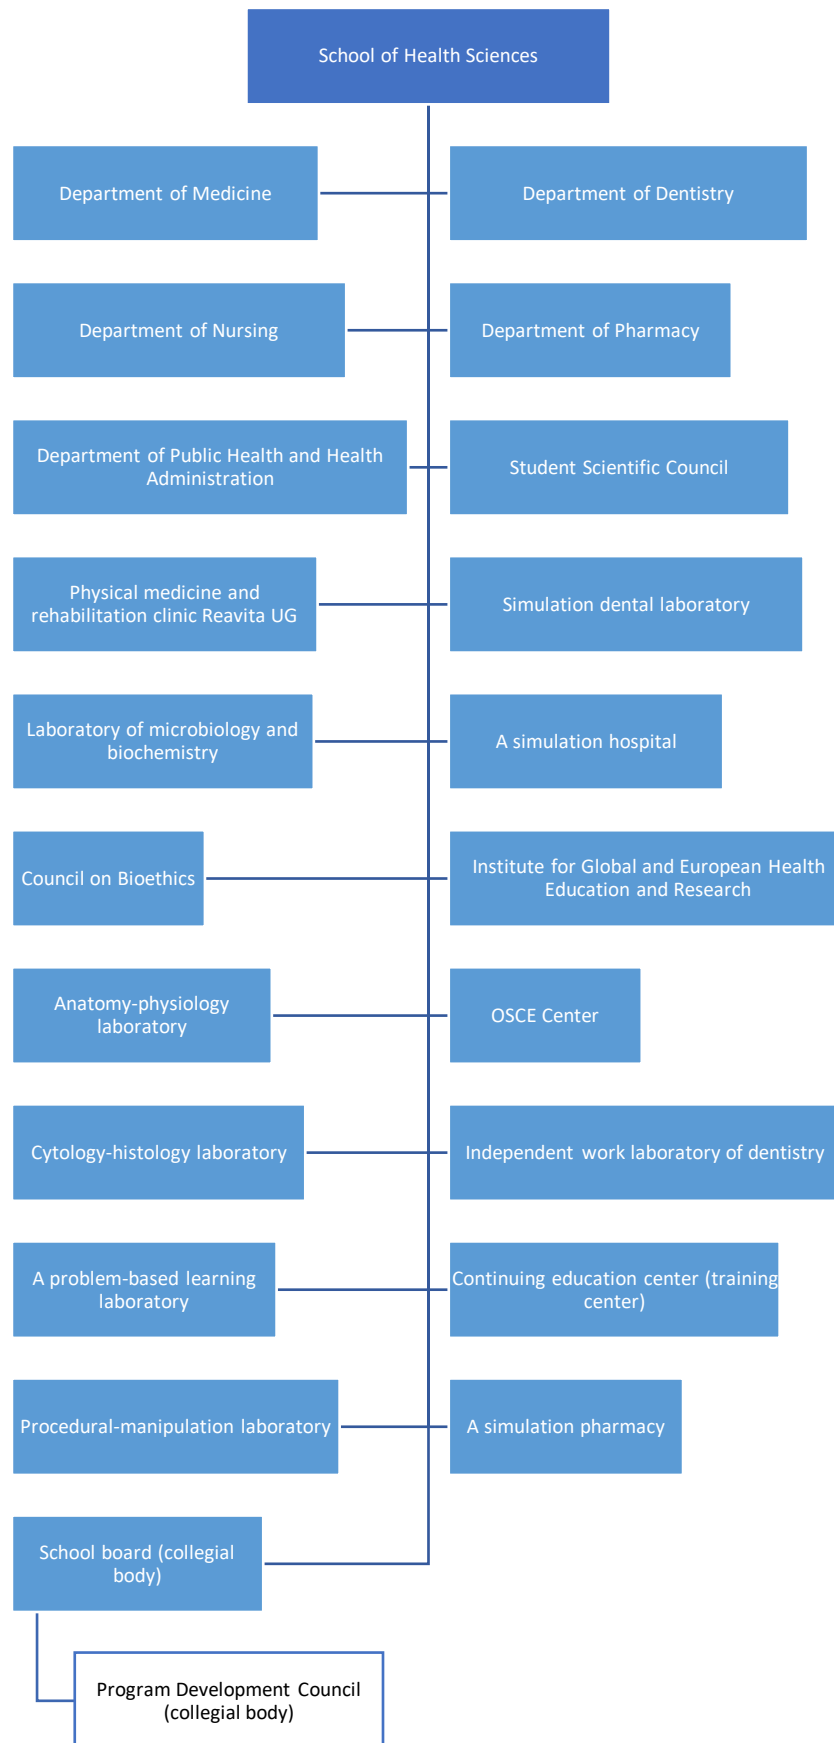 School of Health Sciences
Department of Medicine
Department of Dentistry
Department of Nursing
Department of Pharmacy
Department of Public Health and Health
Administration
Student Scientific Council
Physical medicine and
rehabilitation clinic Reavita UG
Simulation dental laboratory
Laboratory of microbiology and
biochemistry
A simulation hospital
Council on Bioethics
Institute for Global and European Health
Education and Research
Anatomy-physiology
laboratory
OSCE Center
Cytology-histology laboratory
Independent work laboratory of dentistry
A problem-based learning
laboratory
Continuing education center (training
center)
Procedural-manipulation laboratory
A simulation pharmacy
School board (collegial
body)
Program Development Council
(collegial body)